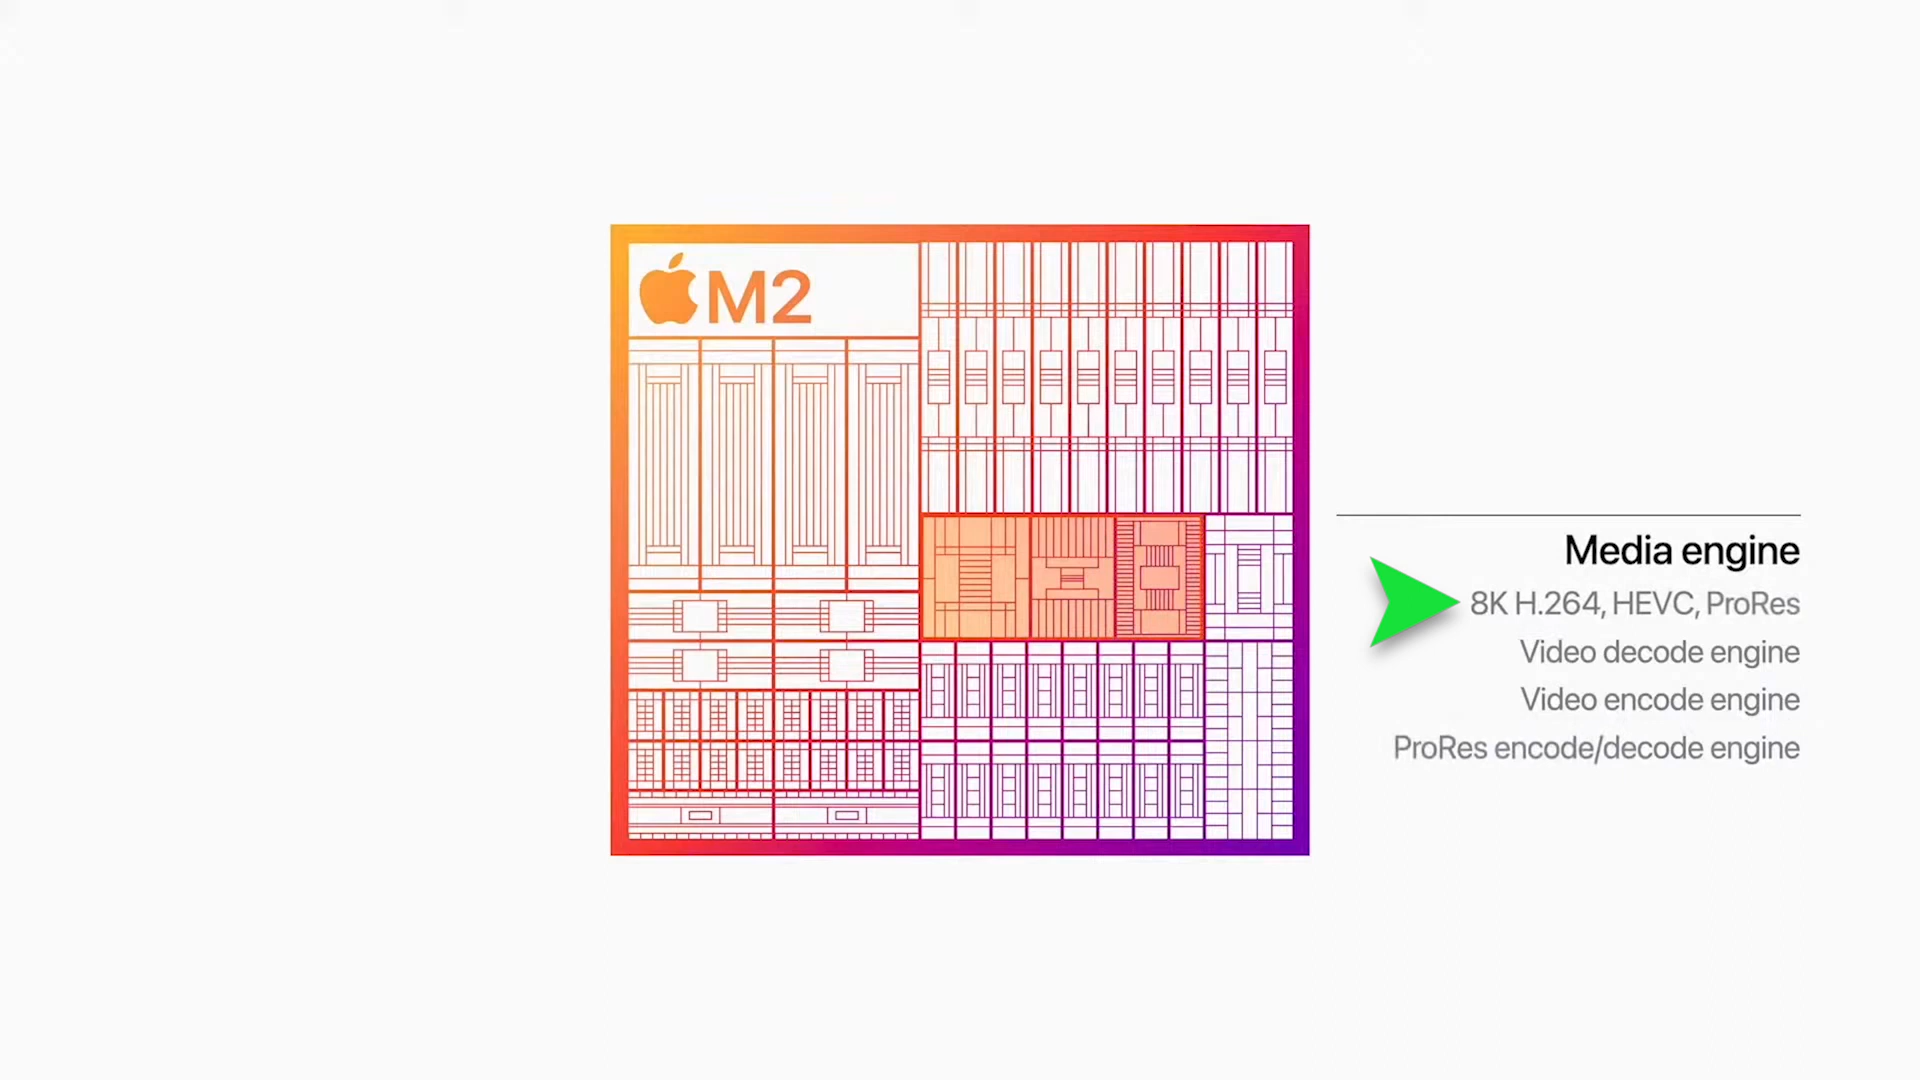 M2
Media engine
8K H.264, HEVC, ProRes
Video decode engine
Video encode engine
ProRes encode/decode engine